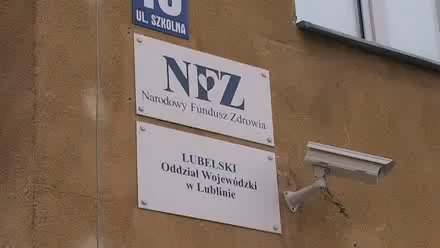 UL. SZKOLNA
NFZ
Narodowy Fundusz Zdrowia
LUBELSKI
Oddział Wojewódzki
w Lublinie